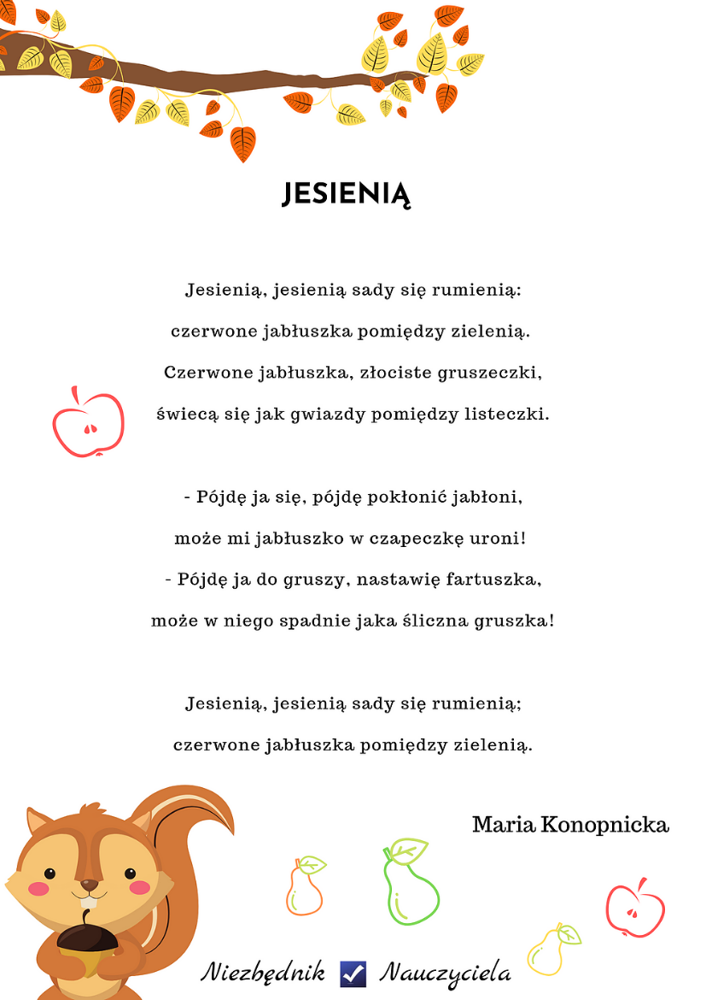 JESIENIĄ
Jesienią, jesienią sady się rumienią:
czerwone jabłuszka pomiędzy zielenią.
Czerwone jabłuszka, złociste gruszeczki,
świecą się jak gwiazdy pomiędzy listeczki.
- Pójdę ja się, pójdę pokłonić jabłoni,
może mi jabłuszko w czapeczkę uroni!
- Pójdę ja do gruszy, nastawię fartuszka,
może w niego spadnie jaka śliczna gruszka!
Jesienią, jesienią sady się rumienią;
czerwone jabłuszka pomiędzy zielenią.
Maria Konopnicka
Niezbędnik Nauczyciela